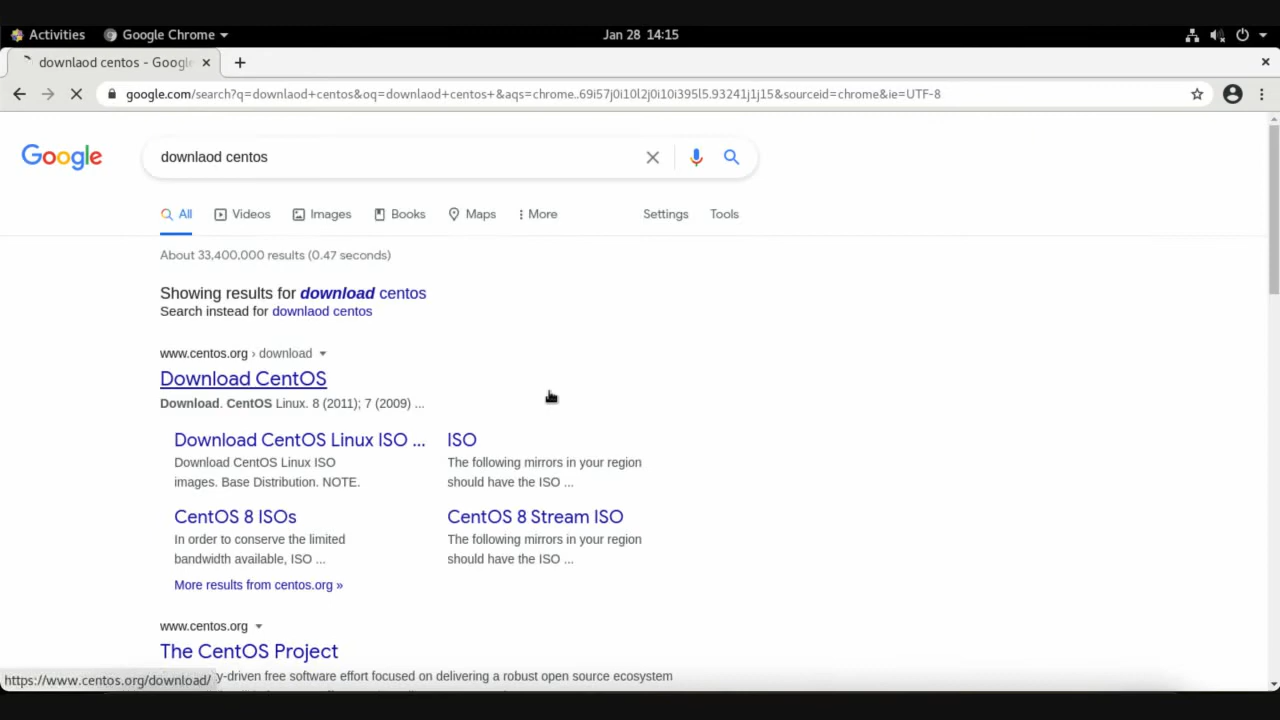 Activities
Google Chrome
Jan 28 14:15
downlaod centos - Googl
google.com/search?q=downlaod+centos&oq=downlaod+centos+&aqs=chrome..69i57j0i10l2j0i10i395l5.93241j1j15&sourceid=chrome&ie=UTF-8
Google
downlaod centos
All
Videos
Images
Books
Maps
More
Settings
Tools
About 33,400,000 results (0.47 seconds)
Showing results for download centos
Search instead for downlaod centos
www.centos.org › download
Download CentOS
Download. CentOS Linux. 8 (2011); 7 (2009) ...
Download CentOS Linux ISO ...
Download CentOS Linux ISO
images. Base Distribution. NOTE.
ISO
The following mirrors in your region
should have the ISO ...
CentOS 8 ISOs
In order to conserve the limited
bandwidth available, ISO ...
CentOS 8 Stream ISO
The following mirrors in your region
should have the ISO ...
More results from centos.org »
www.centos.org
The CentOS Project
y-driven free software effort focused on delivering a robust open source ecosystem
https://www.centos.org/download/